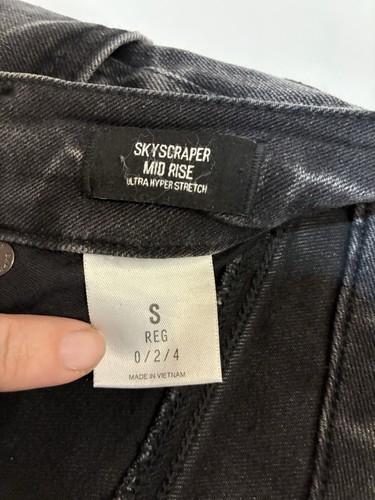 SKYSCRAPER
MID RISE
ULTRA HYPER STRETCH
S
REG
0/2/4
MADE IN VIETNAM